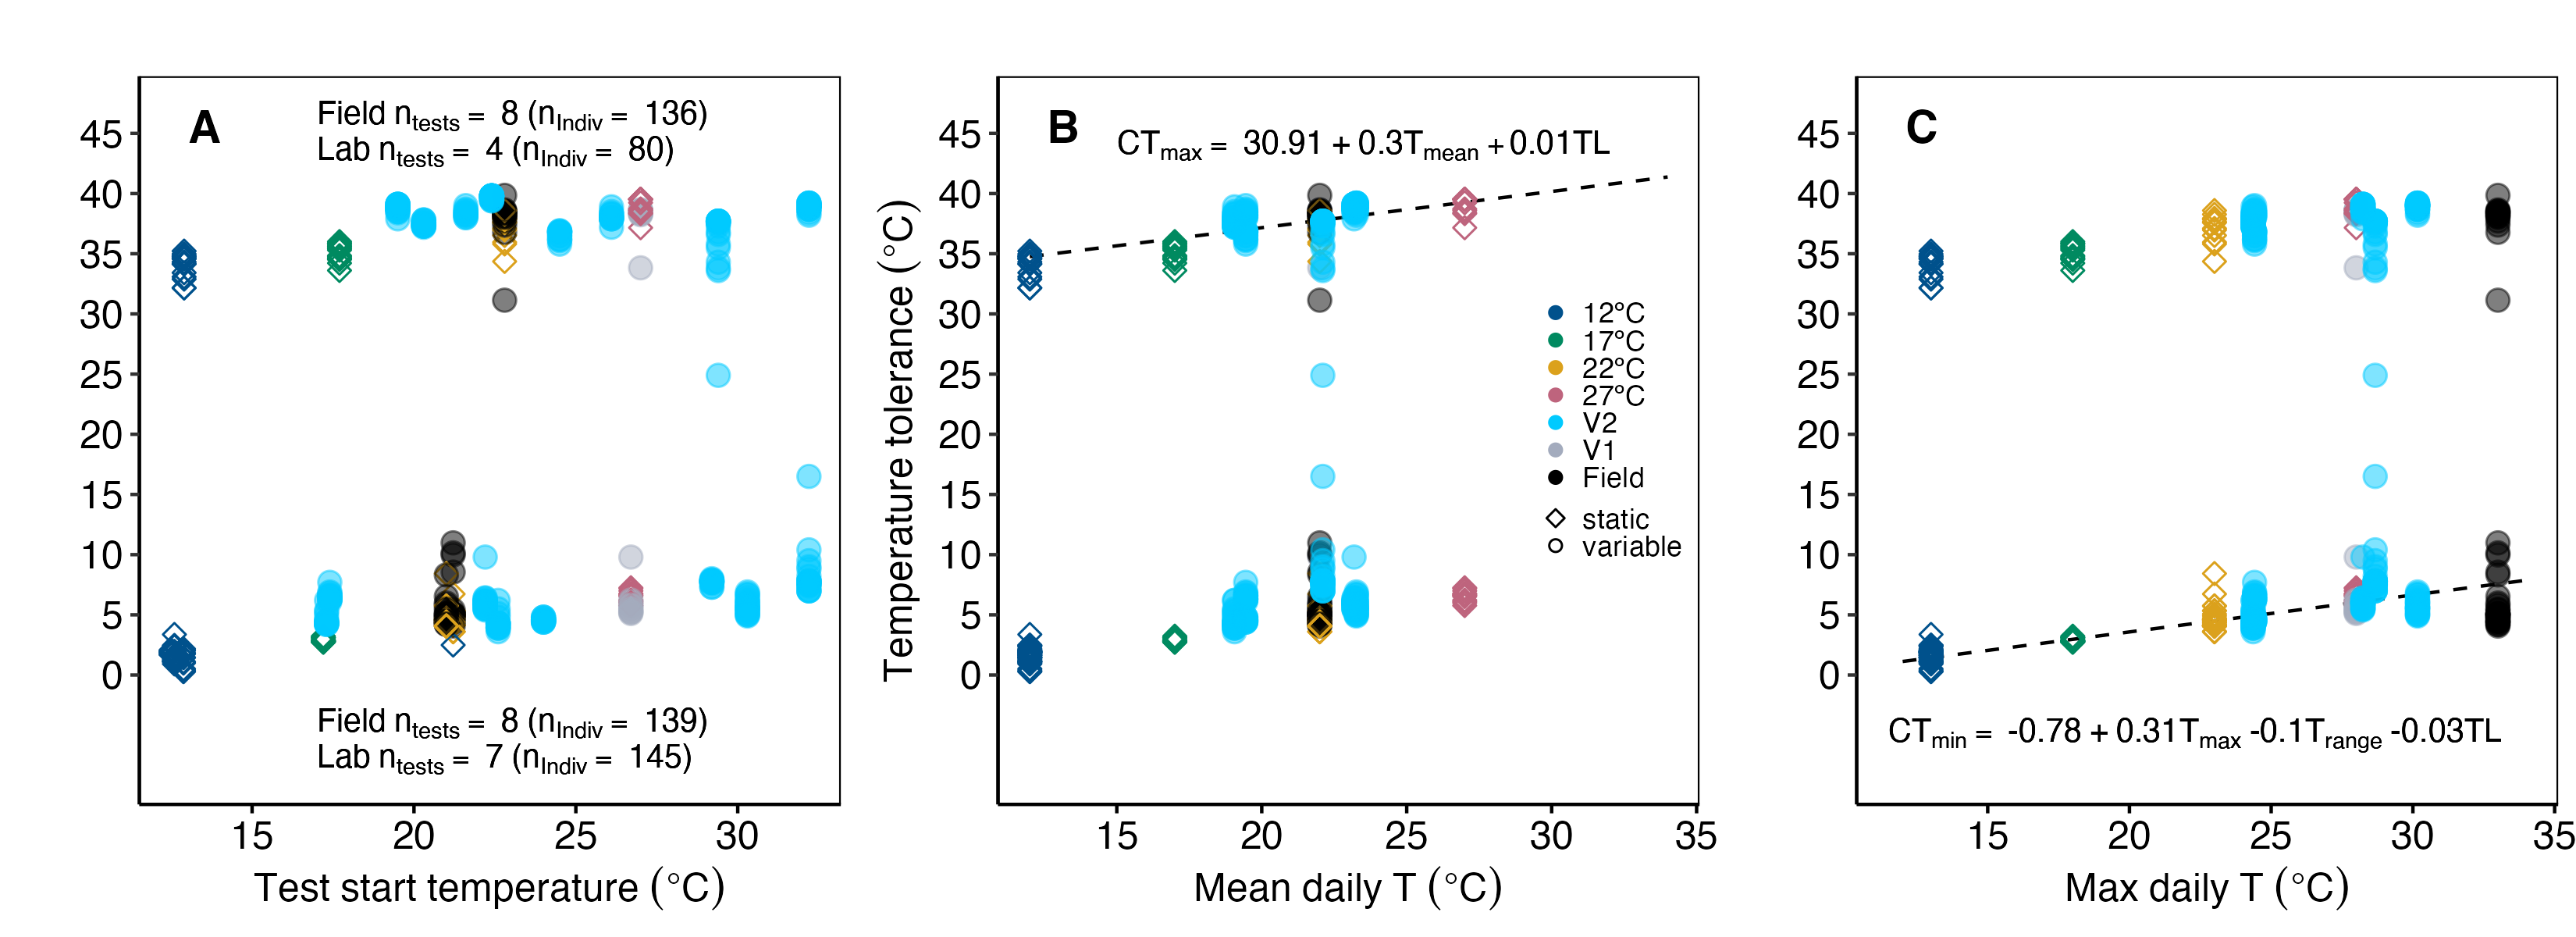 A
Field ntests = 8 (nIndiv = 136)
Lab ntests = 4 (nIndiv = 80)
45
40
35
30
25
20
15
10
5
0
Field ntests = 8 (nIndiv = 139)
Lab ntests = 7 (nIndiv = 145)
15 20 25 30
Test start temperature (°C)
Temperature tolerance (°C)
B
CTmax = 30.91 + 0.3Tmean + 0.01TL
45
40
35
30
25
20
15
10
5
0
12°C
17°C
22°C
27°C
V2
V1
Field
static
variable
15 20 25 30 35
Mean daily T (°C)
C
45
40
35
30
25
20
15
10
5
0
CTmin = -0.78 + 0.31Tmax -0.1Trange -0.03TL
15 20 25 30 35
Max daily T (°C)